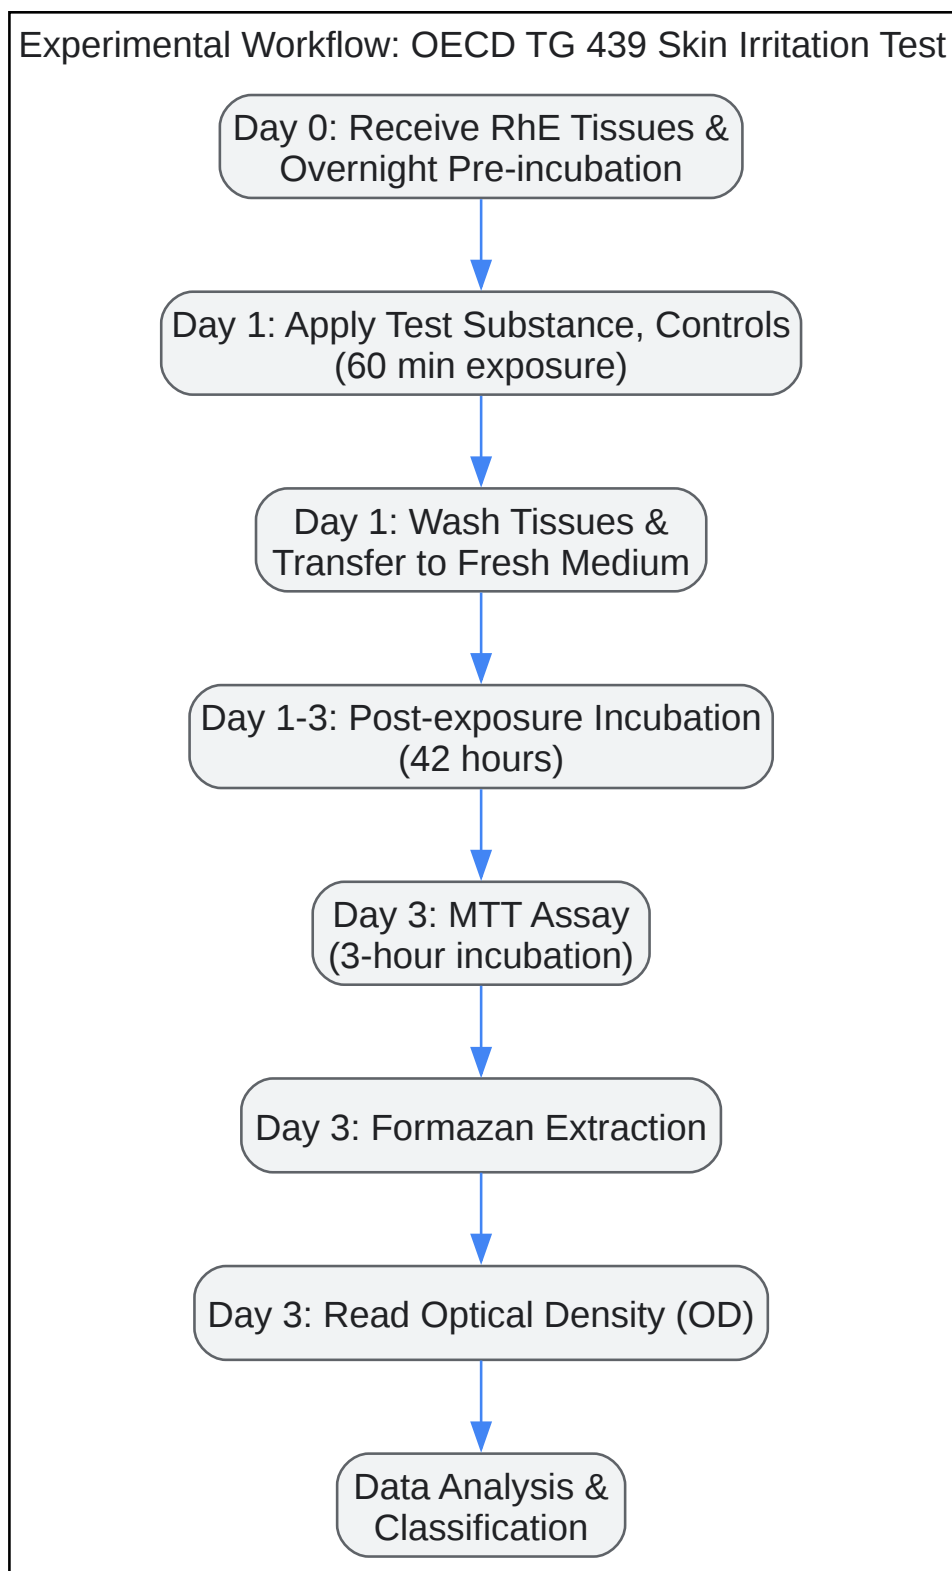 Experimental Workflow: OECD TG 439 Skin Irritation Test
Day 0: Receive RhE Tissues &
Overnight Pre-incubation
Day 1: Apply Test Substance, Controls
(60 min exposure)
Day 1: Wash Tissues &
Transfer to Fresh Medium
Day 1-3: Post-exposure Incubation
(42 hours)
Day 3: MTT Assay
(3-hour incubation)
Day 3: Formazan Extraction
Day 3: Read Optical Density (OD)
Data Analysis &
Classification